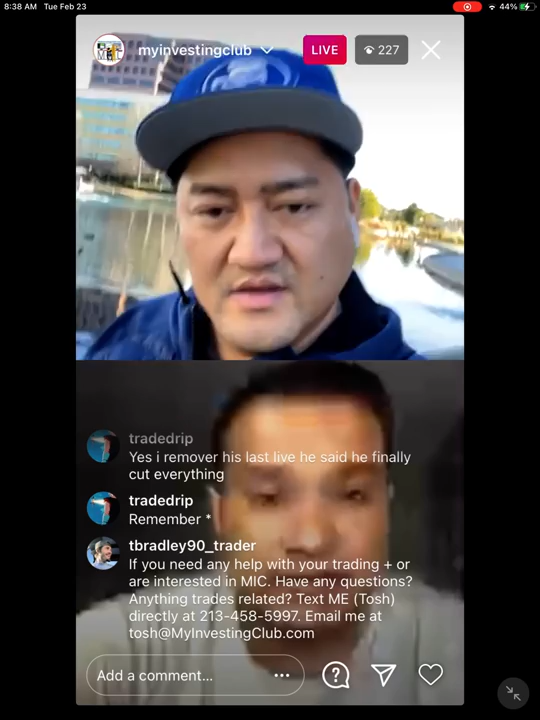 8:38 AM Tue Feb 23
44%
myinvestingclub
LIVE
227
tradedrip
Yes i remover his last live he said he finally
cut everything
tradedrip
Remember *
tbradley90_trader
If you need any help with your trading + or
are interested in MIC. Have any questions?
Anything trades related? Text ME (Tosh)
directly at 213-458-5997. Email me at
tosh@MyInvestingClub.com
Add a comment...